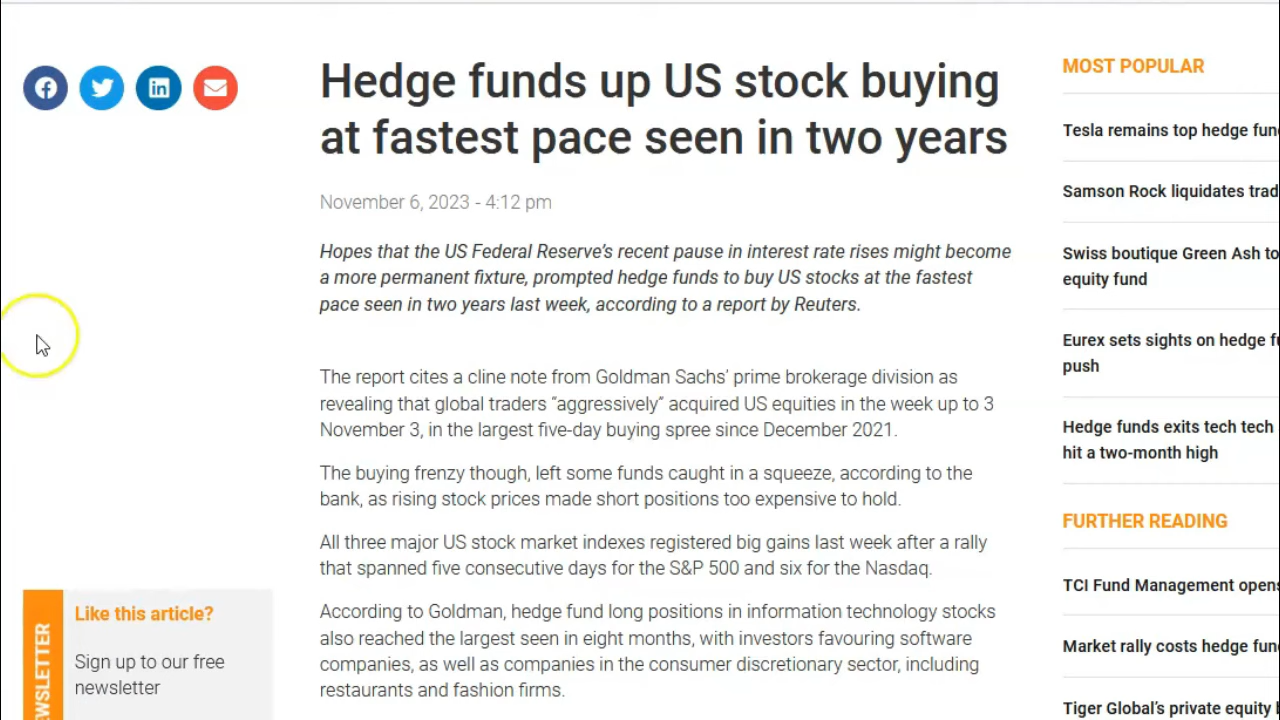 Hedge funds up US stock buying
at fastest pace seen in two years
November 6, 2023 - 4:12 pm
Hopes that the US Federal Reserve’s recent pause in interest rate rises might become
a more permanent fixture, prompted hedge funds to buy US stocks at the fastest
pace seen in two years last week, according to a report by Reuters.
The report cites a cline note from Goldman Sachs’ prime brokerage division as
revealing that global traders “aggressively” acquired US equities in the week up to 3
November 3, in the largest five-day buying spree since December 2021.
The buying frenzy though, left some funds caught in a squeeze, according to the
bank, as rising stock prices made short positions too expensive to hold.
All three major US stock market indexes registered big gains last week after a rally
that spanned five consecutive days for the S&P 500 and six for the Nasdaq.
According to Goldman, hedge fund long positions in information technology stocks
also reached the largest seen in eight months, with investors favouring software
companies, as well as companies in the consumer discretionary sector, including
restaurants and fashion firms.
Like this article?
Sign up to our free
newsletter
MOST POPULAR
Tesla remains top hedge
Samson Rock liquidates
Swiss boutique Green Ash to
equity fund
Eurex sets sights on hedge
push
Hedge funds exits tech tech
hit a two-month high
FURTHER READING
TCI Fund Management
Market rally costs hedge
Tiger Global’s private equity